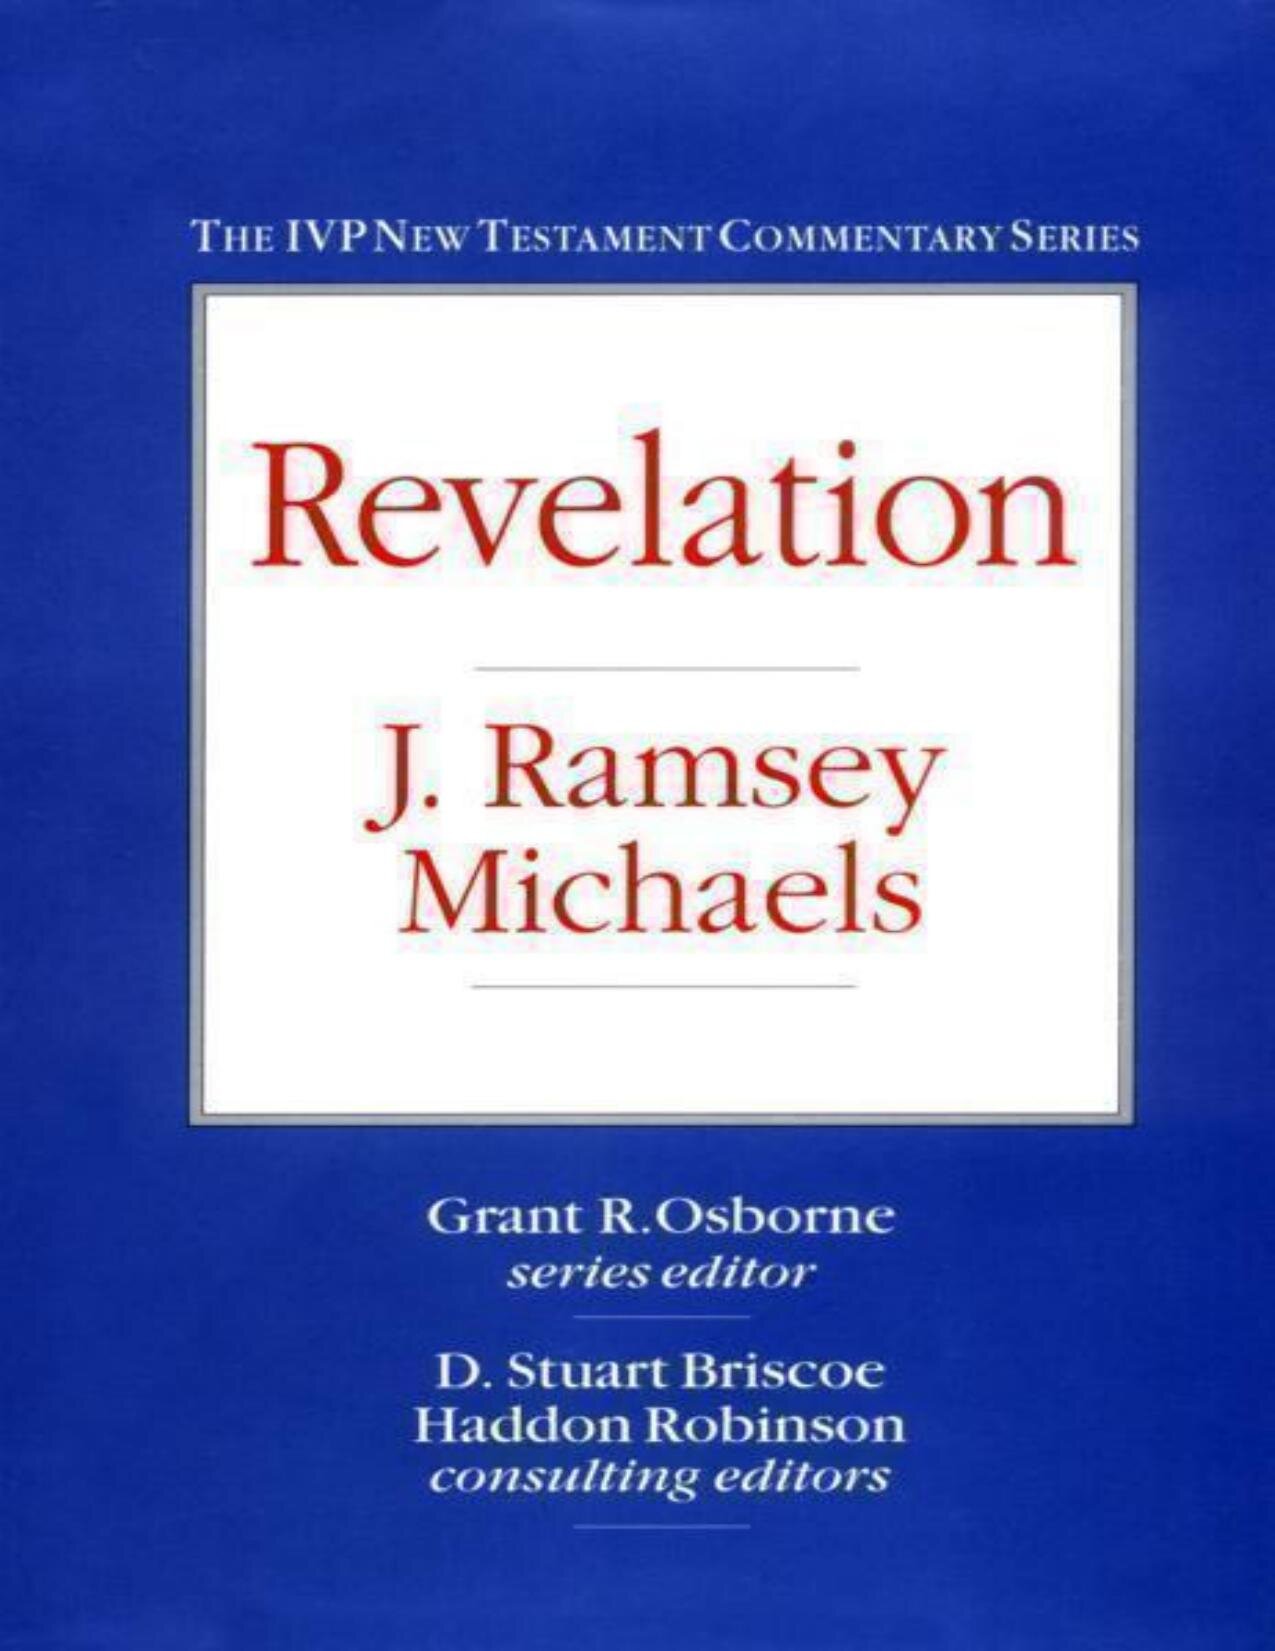 THE IVP NEW TESTAMENT COMMENTARY SERIES
Revelation
J. Ramsey
Michaels
Grant R. Osborne
series editor
D. Stuart Briscoe
Haddon Robinson
consulting editors